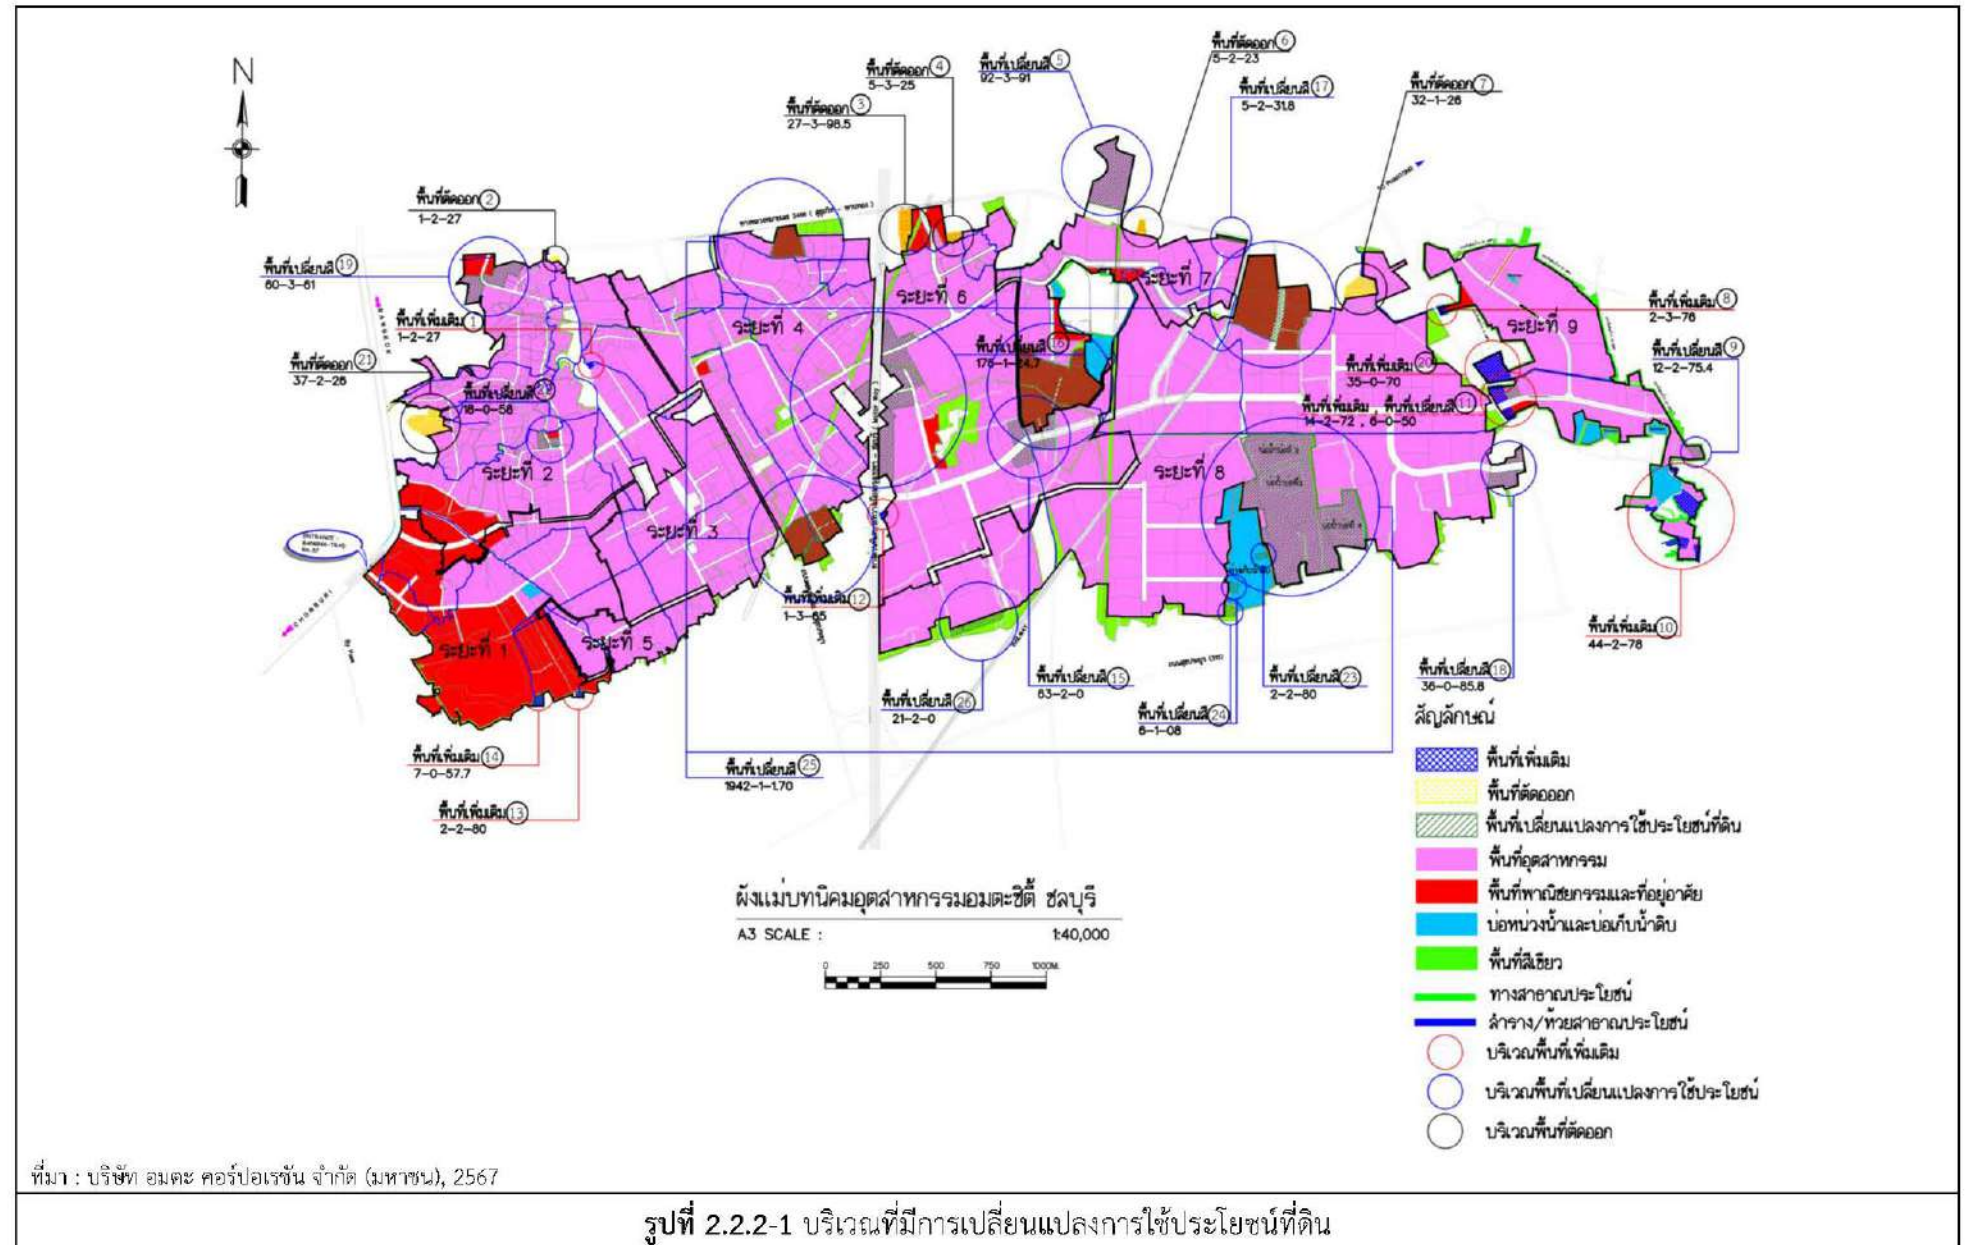 N
พื้นที่ตัดออก 6
5-2-23
พื้นที่ตัดออก 4
5-3-25
พื้นที่เปลี่ยนสี 5
92-3-91
พื้นที่เปลี่ยนสี 17
5-2-31.8
พื้นที่ตัดออก 7
32-1-26
พื้นที่ตัดออก 3
27-3-98.5
พื้นที่ตัดออก 2
1-2-27
พื้นที่เปลี่ยนสี 19
60-3-61
พื้นที่เพิ่มเติม 1
1-2-27
พื้นที่ตัดออก 21
37-2-26
พื้นที่เปลี่ยนสี
18-0-58
BANGKOK
ระยะที่ 4
ระยะที่ 6
ระยะที่ 7
ระยะที่ 9
พื้นที่เพิ่มเติม 8
2-3-76
พื้นที่เปลี่ยนสี 9
12-2-75.4
พื้นที่เปลี่ยนสี 16
176-1-24.7
พื้นที่เพิ่มเติม 20
35-0-70
พื้นที่เพิ่มเติม , พื้นที่เปลี่ยนสี 11
14-2-72 , 6-0-50
ระยะที่ 2
ระยะที่ 8
ระยะที่ 3
ระยะที่ 5
ระยะที่ 1
CHONBURI
พื้นที่เพิ่มเติม 12
1-3-65
พื้นที่เพิ่มเติม 10
44-2-78
พื้นที่เปลี่ยนสี 15
63-2-0
พื้นที่เปลี่ยนสี 23
2-2-80
พื้นที่เปลี่ยนสี 18
36-0-85.8
พื้นที่เปลี่ยนสี 26
21-2-0
พื้นที่เปลี่ยนสี 24
6-1-08
พื้นที่เพิ่มเติม 14
7-0-57.7
พื้นที่เปลี่ยนสี 25
1942-1-1.70
พื้นที่เพิ่มเติม 13
2-2-80
สัญลักษณ์
พื้นที่เพิ่มเติม
พื้นที่ตัดออก
พื้นที่เปลี่ยนแปลงการใช้ประโยชน์ที่ดิน
พื้นที่อุตสาหกรรม
พื้นที่พาณิชยกรรมและที่อยู่อาศัย
บ่อหน่วงน้ำและบ่อเก็บน้ำดิบ
พื้นที่สีเขียว
ทางสาธาณประโยชน์
ลำราง/ห้วยสาธาณประโยชน์
บริเวณพื้นที่เพิ่มเติม
บริเวณพื้นที่เปลี่ยนแปลงการใช้ประโยชน์
บริเวณพื้นที่ตัดออก
ผังแม่บทนิคมอุตสาหกรรมอมตะซิตี้ ชลบุรี
A3 SCALE : 1:40,000
0 250 500 750 1000M.
ที่มา : บริษัท อมตะ คอร์ปอเรชัน จำกัด (มหาชน), 2567
รูปที่ 2.2.2-1 บริเวณที่มีการเปลี่ยนแปลงการใช้ประโยชน์ที่ดิน